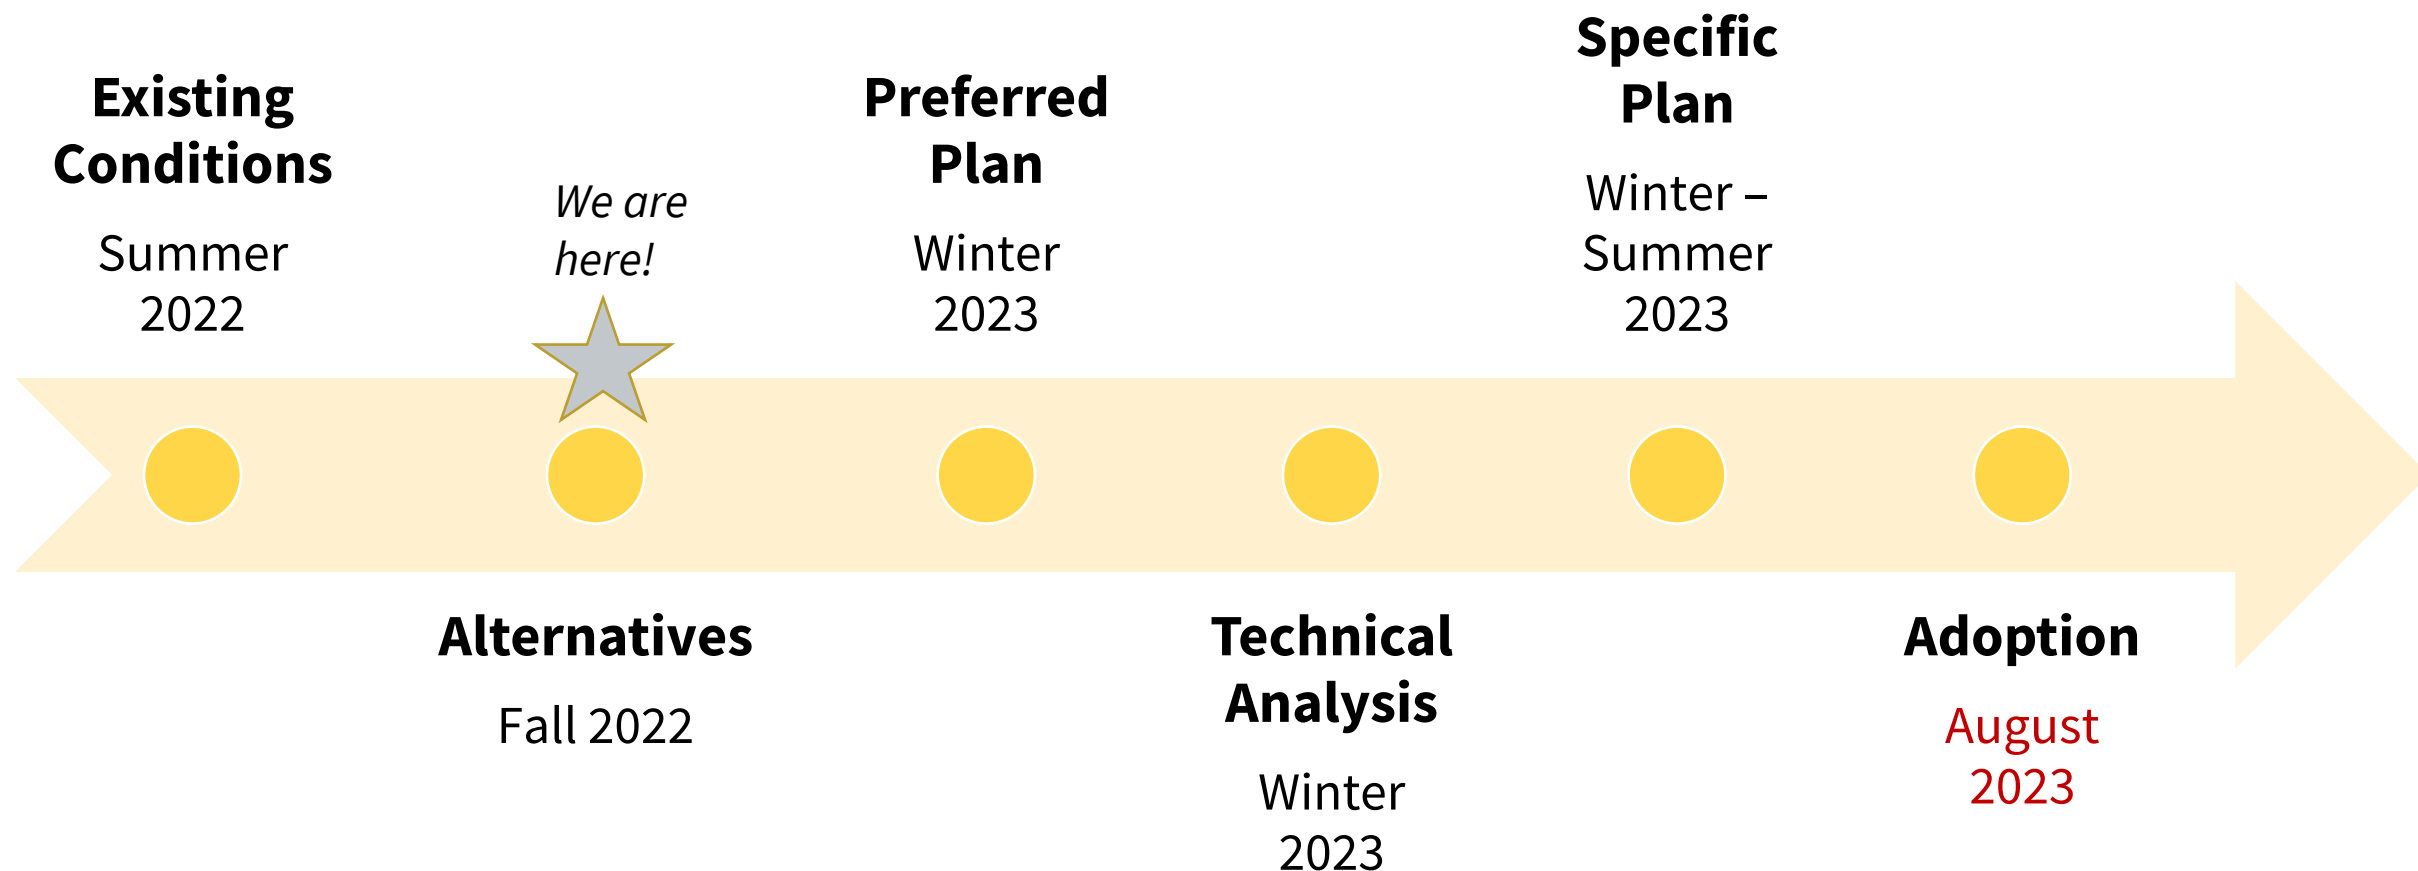 Existing
Conditions
Summer
2022
We are
here!
Alternatives
Fall 2022
Preferred
Plan
Winter
2023
Technical
Analysis
Winter
2023
Specific
Plan
Winter –
Summer
2023
Adoption
August
2023